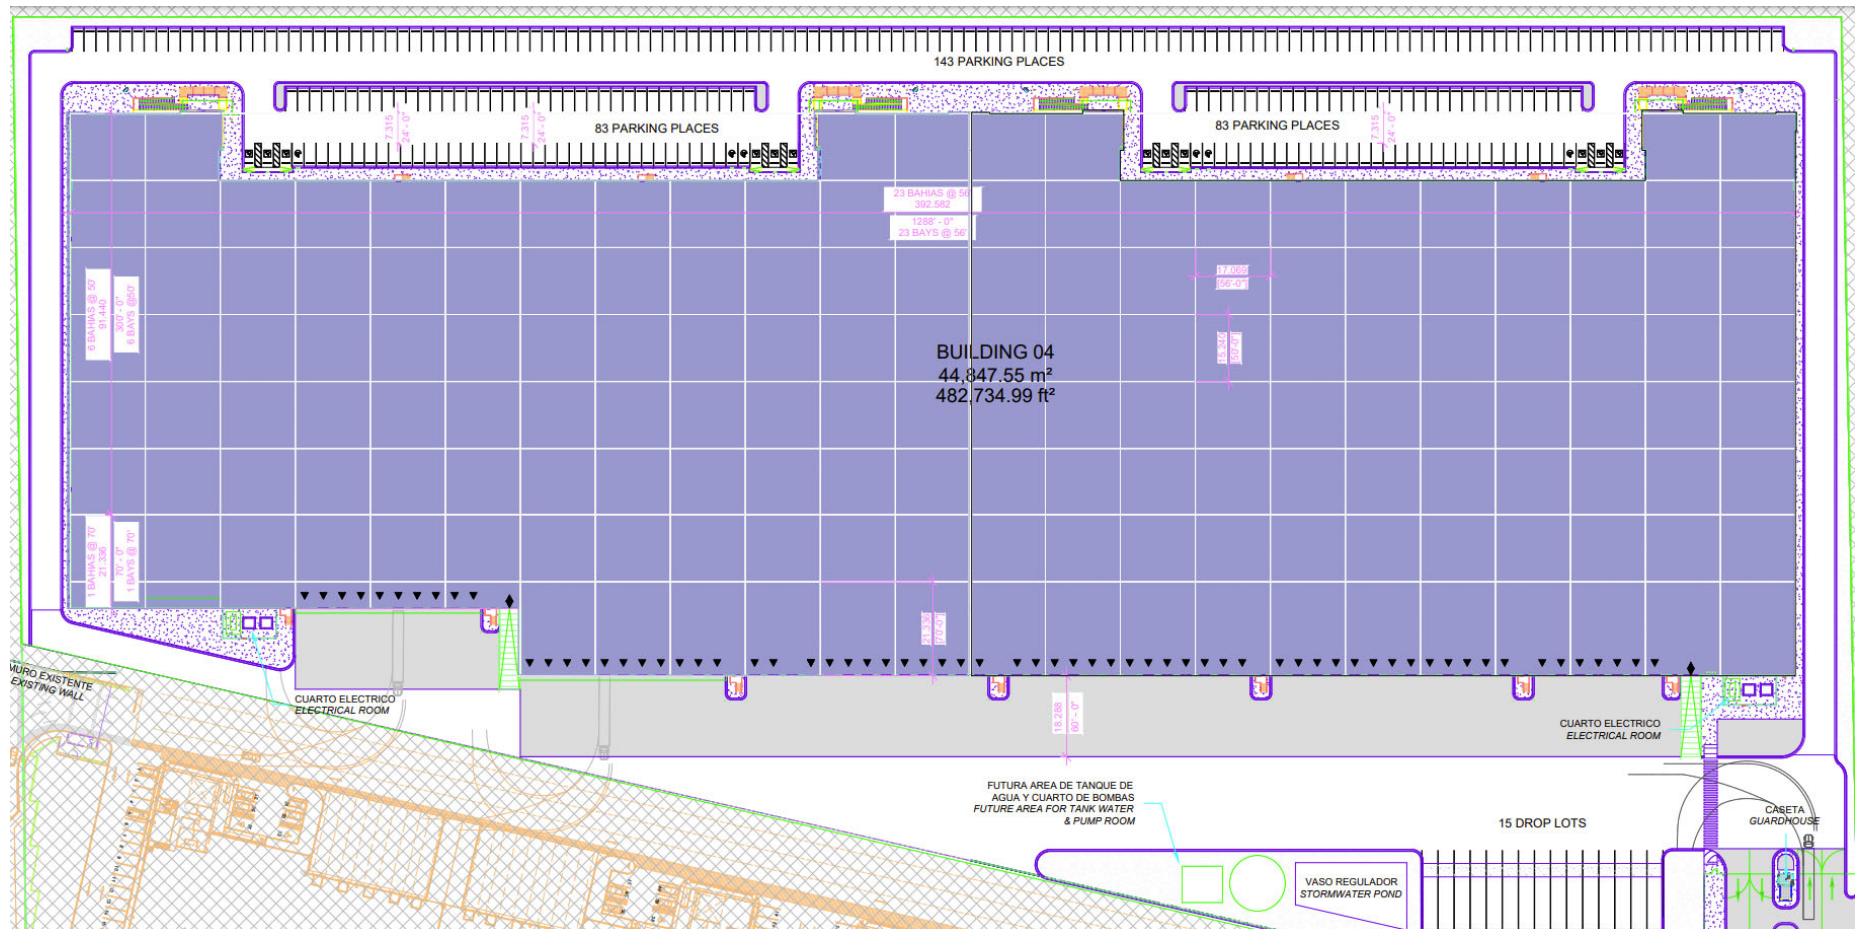 143 PARKING PLACES
83 PARKING PLACES
83 PARKING PLACES
7.315
24' - 0"
7.315
24' - 0"
7.315
24' - 0"
23 BAHIAS @ 56'
392.582
1288' - 0"
23 BAYS @ 56'
6 BAHIAS @ 50'
91.440
300' - 0"
6 BAYS @50'
17.069
[56'-0"]
15.240
[50'-0"]
BUILDING 04
44,847.55 m²
482,734.99 ft²
1 BAHIAS @ 70'
21.336
70' - 0"
1 BAYS @ 70'
21.336
[70'-0"]
18.288
60' - 0"
MURO EXISTENTE
EXISTING WALL
CUARTO ELECTRICO
ELECTRICAL ROOM
CUARTO ELECTRICO
ELECTRICAL ROOM
FUTURA AREA DE TANQUE DE
AGUA Y CUARTO DE BOMBAS
FUTURE AREA FOR TANK WATER
& PUMP ROOM
15 DROP LOTS
CASETA
GUARDHOUSE
VASO REGULADOR
STORMWATER POND